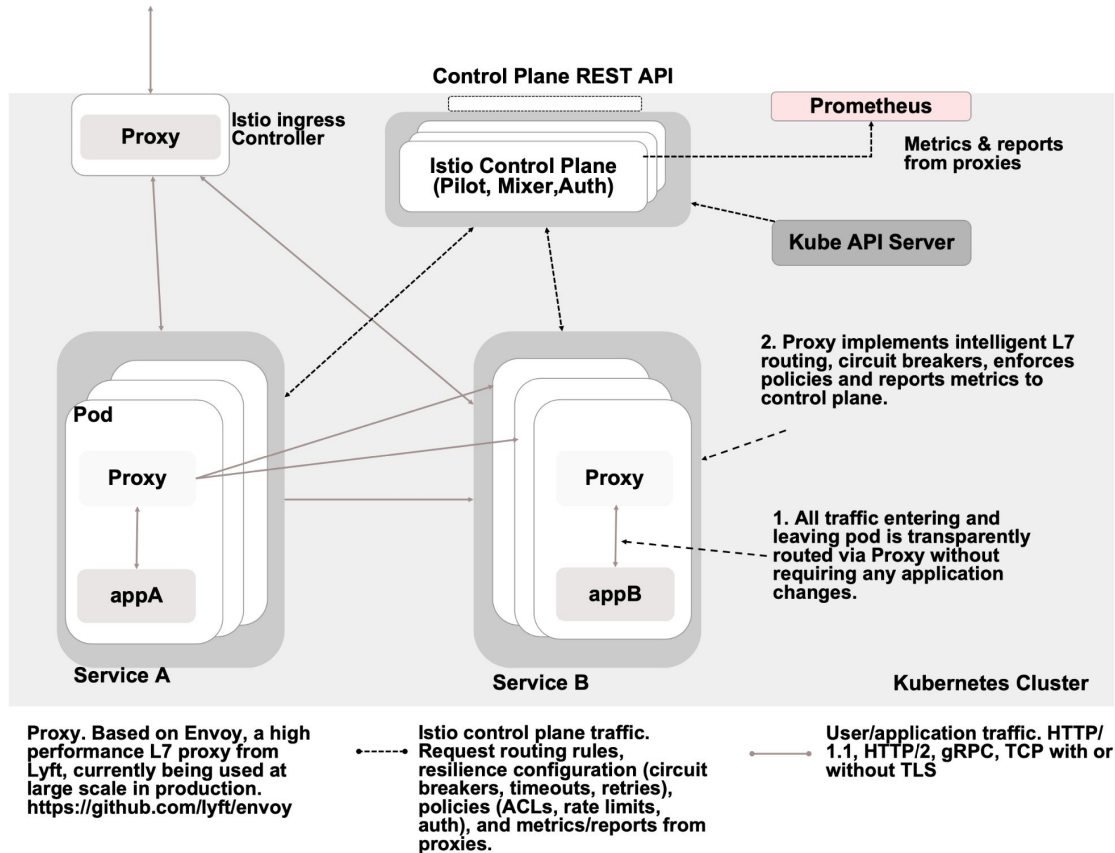 Control Plane REST API
Proxy
Istio ingress
Controller
Istio Control Plane
(Pilot, Mixer,Auth)
Prometheus
Metrics & reports
from proxies
Kube API Server
2. Proxy implements intelligent L7
routing, circuit breakers, enforces
policies and reports metrics to
control plane.
Pod
Proxy
appA
Service A
Proxy
appB
Service B
1. All traffic entering and
leaving pod is transparently
routed via Proxy without
requiring any application
changes.
Kubernetes Cluster
Proxy. Based on Envoy, a high
performance L7 proxy from
Lyft, currently being used at
large scale in production.
https://github.com/lyft/envoy
Istio control plane traffic.
Request routing rules,
resilience configuration (circuit
breakers, timeouts, retries),
policies (ACLs, rate limits,
auth), and metrics/reports from
proxies.
User/application traffic. HTTP/
1.1, HTTP/2, gRPC, TCP with or
without TLS